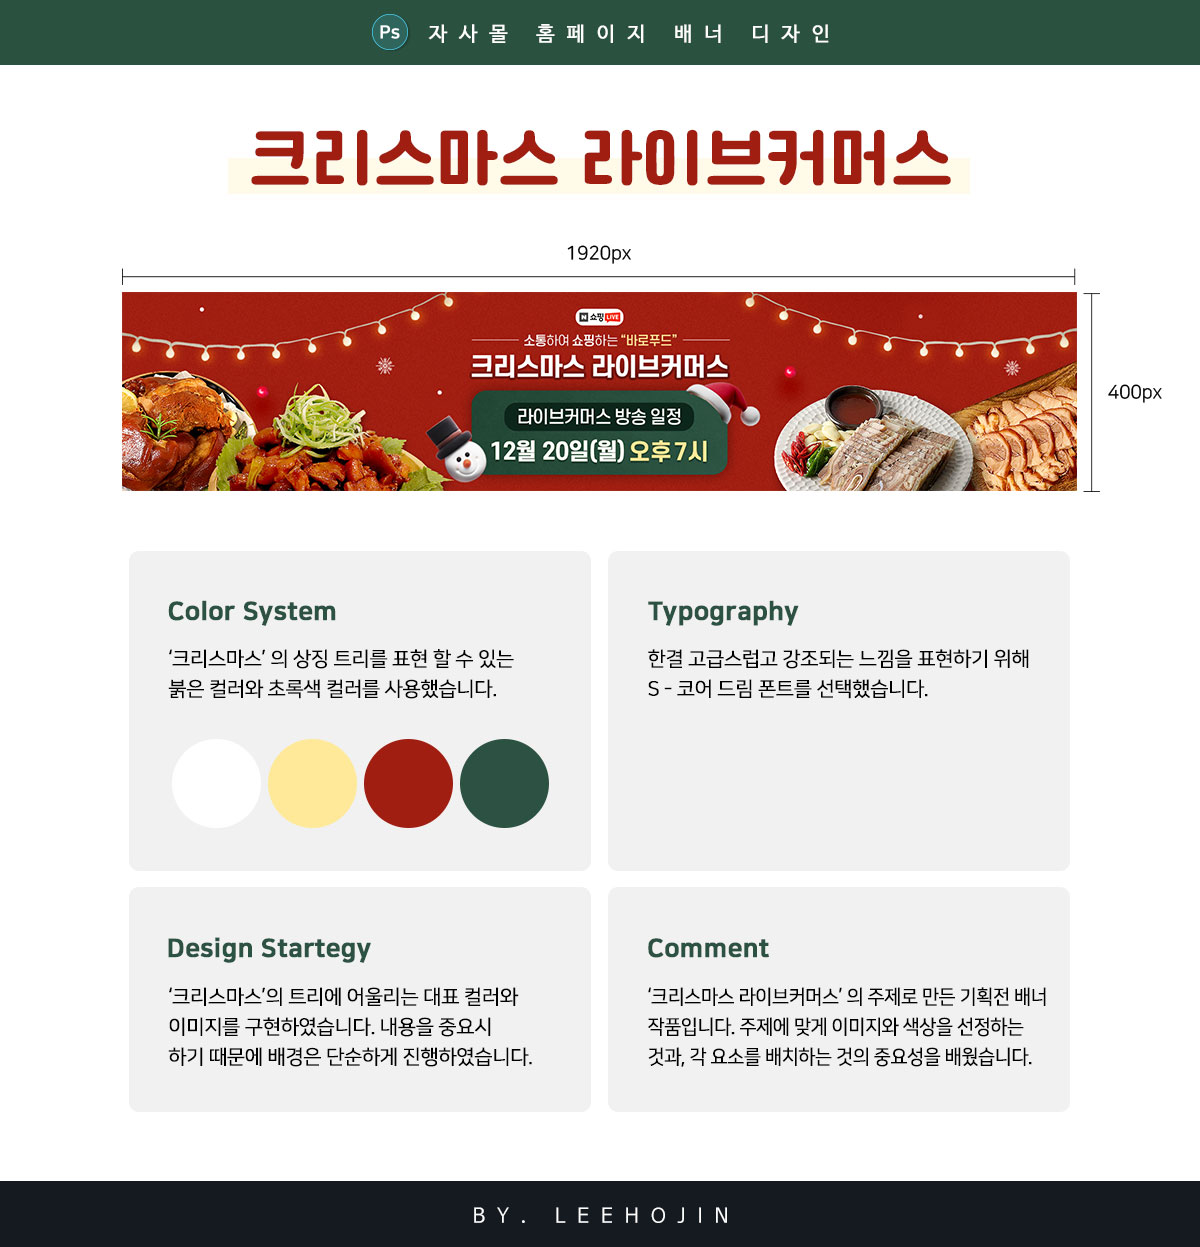 Ps 자사몰 홈페이지 배너 디자인
크리스마스 라이브커머스
1920px
N 쇼핑 LIVE
소통하여 쇼핑하는 “바로푸드”
크리스마스 라이브커머스
라이브커머스 방송 일정
12월 20일(월) 오후 7시
400px
Color System
‘크리스마스’ 의 상징 트리를 표현 할 수 있는
붉은 컬러와 초록색 컬러를 사용했습니다.
Typography
한결 고급스럽고 강조되는 느낌을 표현하기 위해
S - 코어 드림 폰트를 선택했습니다.
Design Startegy
‘크리스마스’의 트리에 어울리는 대표 컬러와
이미지를 구현하였습니다. 내용을 중요시
하기 때문에 배경은 단순하게 진행하였습니다.
Comment
‘크리스마스 라이브커머스’ 의 주제로 만든 기획전 배너
작품입니다. 주제에 맞게 이미지와 색상을 선정하는
것과, 각 요소를 배치하는 것의 중요성을 배웠습니다.
BY. LEEHOJIN